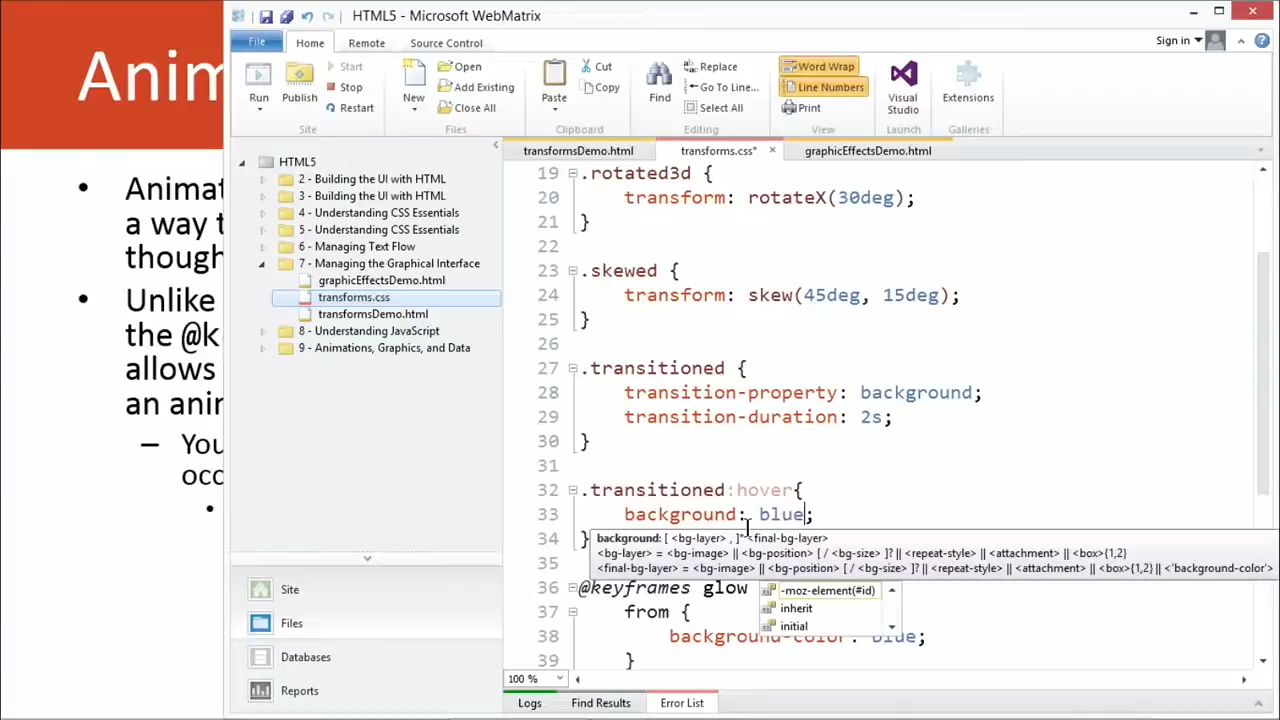 HTML5 - Microsoft WebMatrix
File Home Remote Source Control
Sign in
Run
Publish
Start
Stop
Restart
New
Open
Add Existing
Close All
Paste
Cut
Copy
Find
Replace
Go To Line...
Select All
Word Wrap
Line Numbers
Print
Visual Studio
Extensions
Site Files Clipboard Editing View Launch Galleries
Anim
• Animat
a way t
though
• Unlike
the @k
allows
an anir
– You
occ
•
HTML5
2 - Building the UI with HTML
3 - Building the UI with HTML
4 - Understanding CSS Essentials
5 - Understanding CSS Essentials
6 - Managing Text Flow
7 - Managing the Graphical Interface
graphicEffectsDemo.html
transforms.css
transformsDemo.html
8 - Understanding JavaScript
9 - Animations, Graphics, and Data
Site
Files
Databases
Reports
transformsDemo.html transforms.css* × graphicEffectsDemo.html
19 .rotated3d {
20 transform: rotateX(30deg);
21 }
22
23 .skewed {
24 transform: skew(45deg, 15deg);
25 }
26
27 .transitioned {
28 transition-property: background;
29 transition-duration: 2s;
30 }
31
32 .transitioned:hover{
33 background: blue;
34 }
background: [ <bg-layer> , ]* <final-bg-layer>
<bg-layer> = <bg-image> || <bg-position> [ / <bg-size> ]? || <repeat-style> || <attachment> || <box>{1,2}
<final-bg-layer> = <bg-image> || <bg-position> [ / <bg-size> ]? || <repeat-style> || <attachment> || <box>{1,2} || <'background-color'>
35
36 @keyframes glow
-moz-element(#id)
inherit
initial
37 from {
38 background-color: blue;
39 }
100 %
Logs Find Results Error List